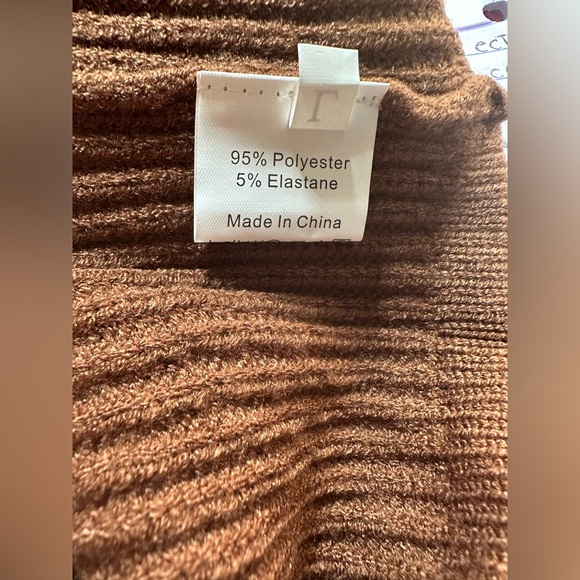 L
95% Polyester
5% Elastane
Made In China